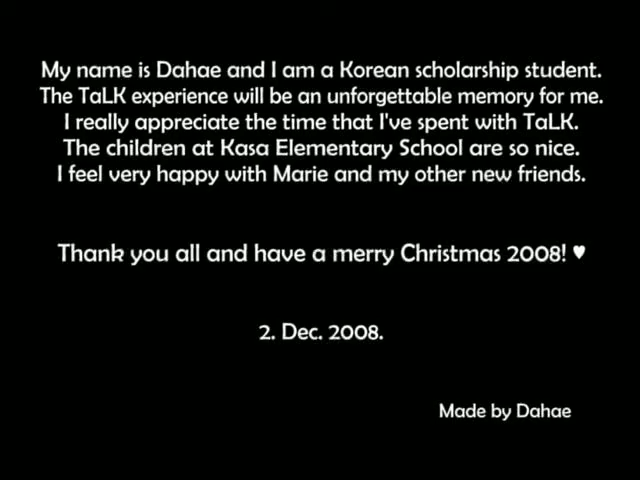 My name is Dahae and I am a Korean scholarship student.
The TaLK experience will be an unforgettable memory for me.
I really appreciate the time that I've spent with TaLK.
The children at Kasa Elementary School are so nice.
I feel very happy with Marie and my other new friends.
Thank you all and have a merry Christmas 2008! ♥
2. Dec. 2008.
Made by Dahae